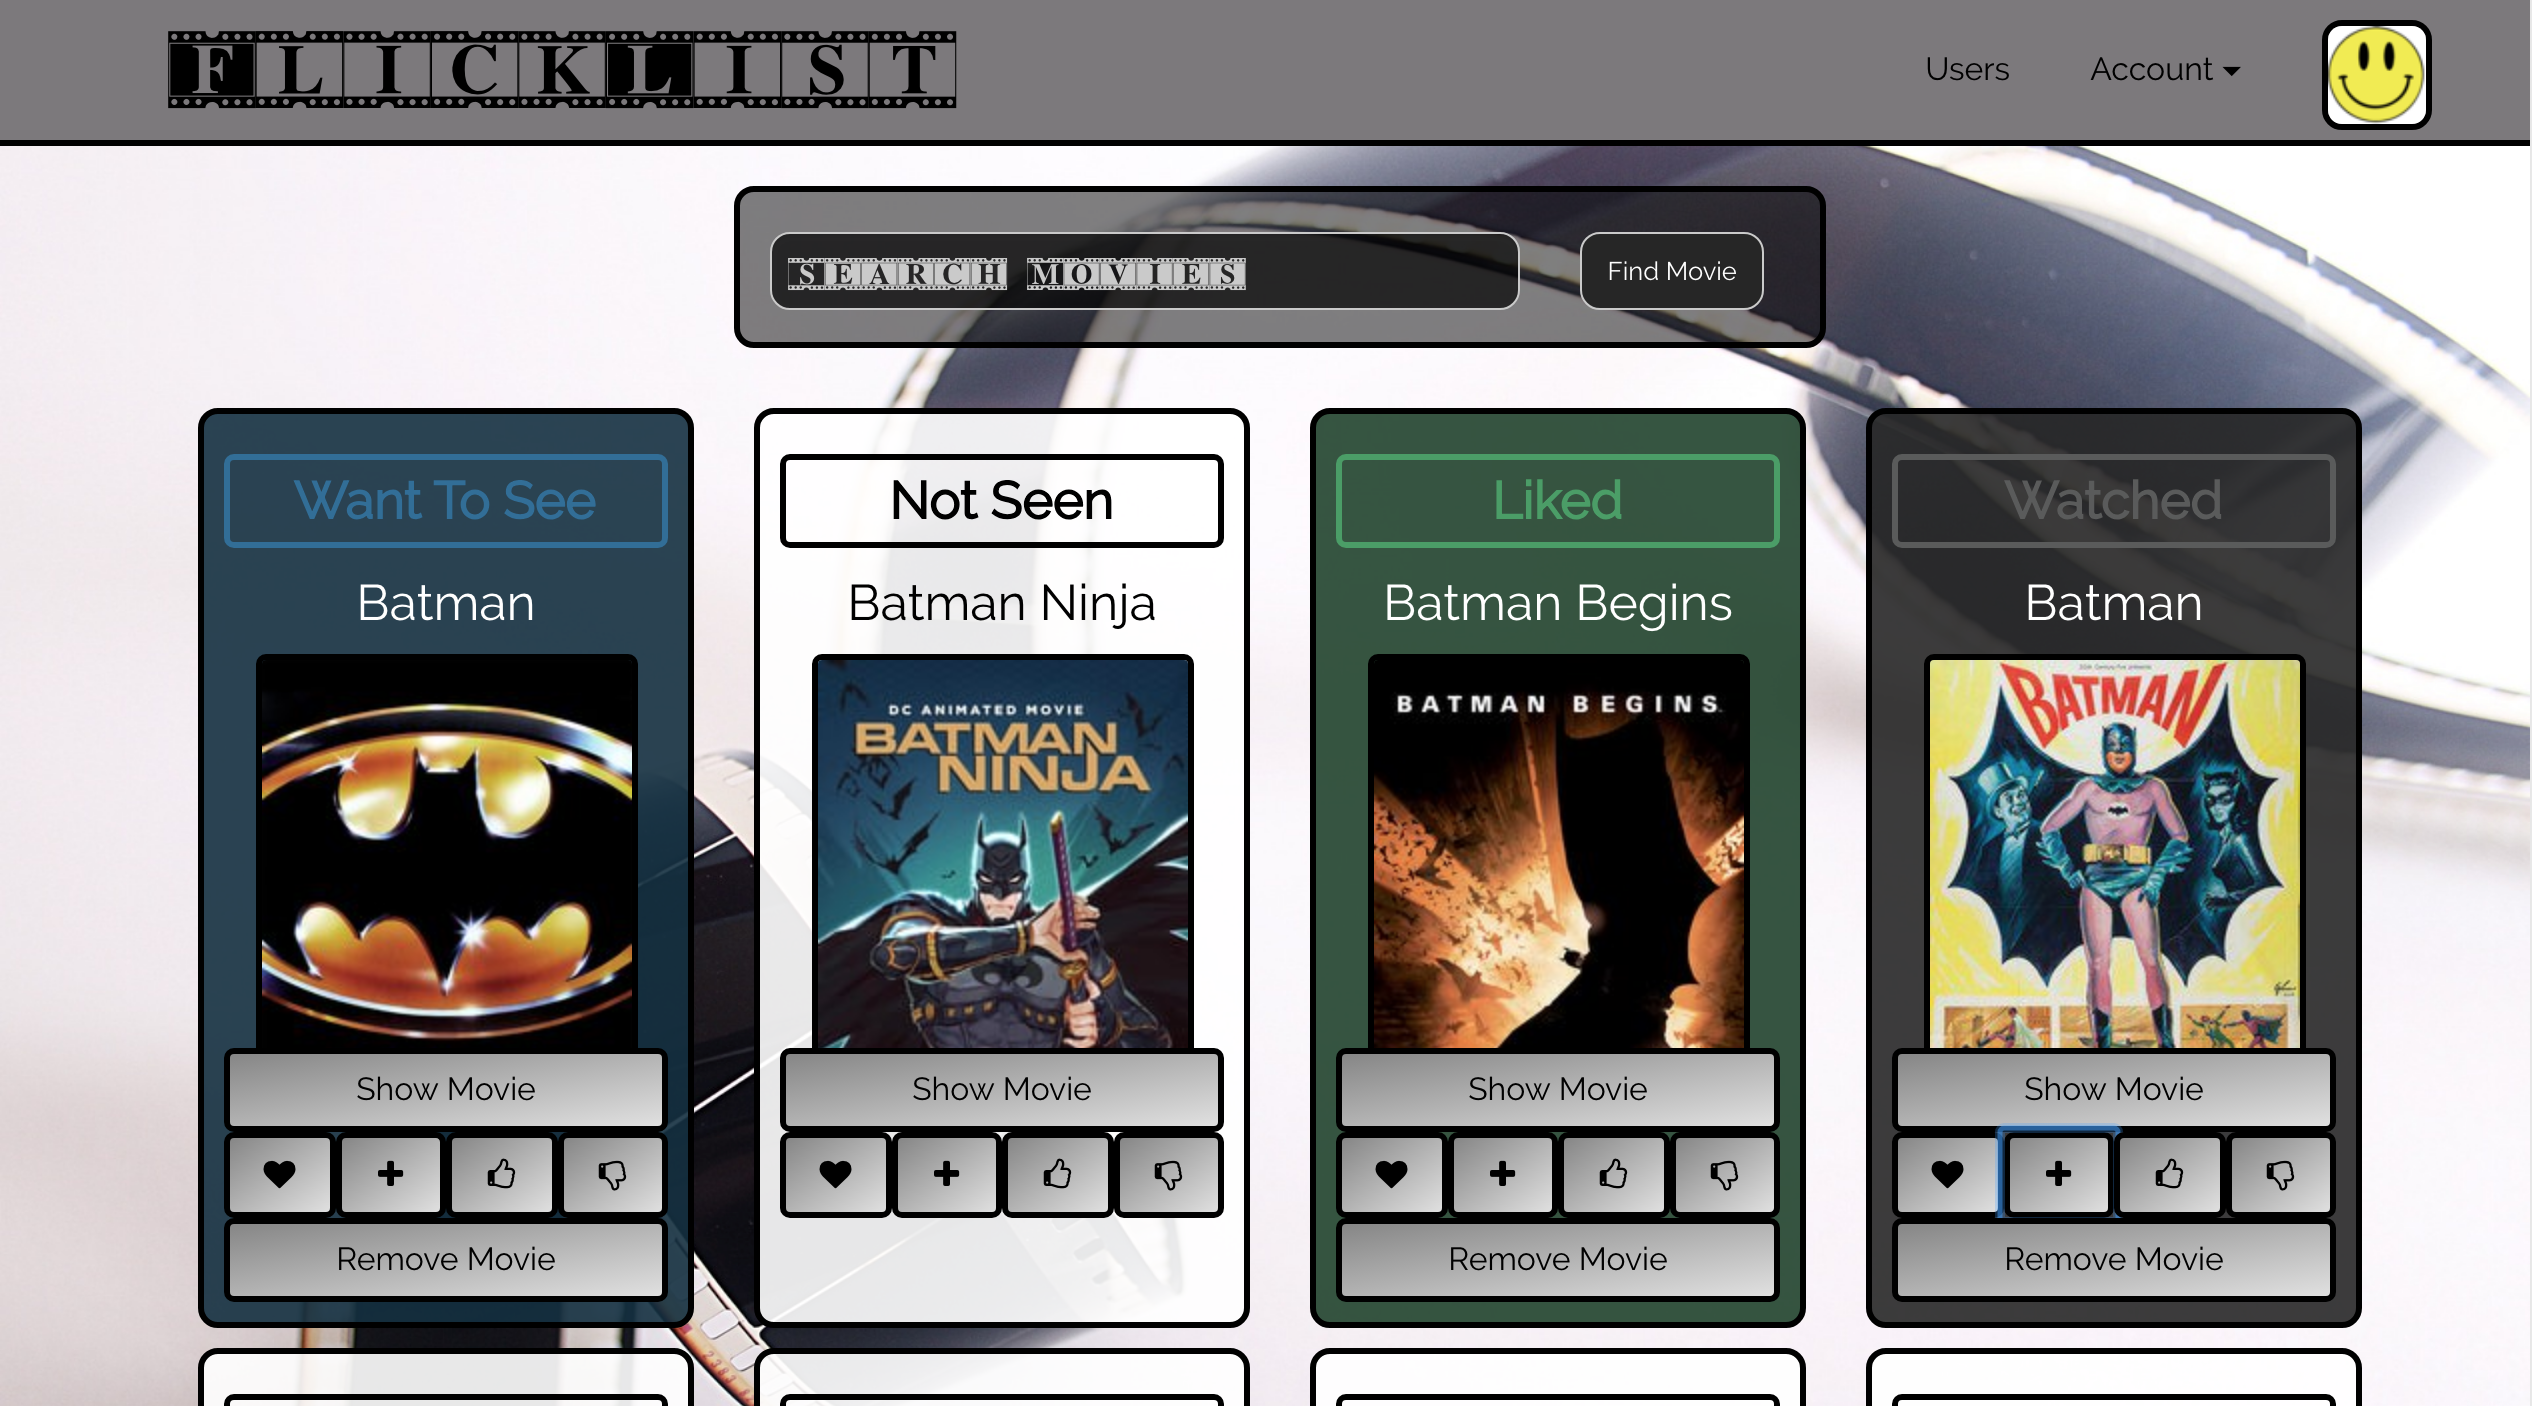 FLICKLIST
Users
Account
SEARCH MOVIES
Find Movie
Want To See
Batman
Show Movie
Remove Movie
Not Seen
Batman Ninja
DC ANIMATED MOVIE
BATMAN
NINJA
Show Movie
Liked
Batman Begins
BATMAN BEGINS
Show Movie
Remove Movie
Watched
Batman
BATMAN
Show Movie
Remove Movie